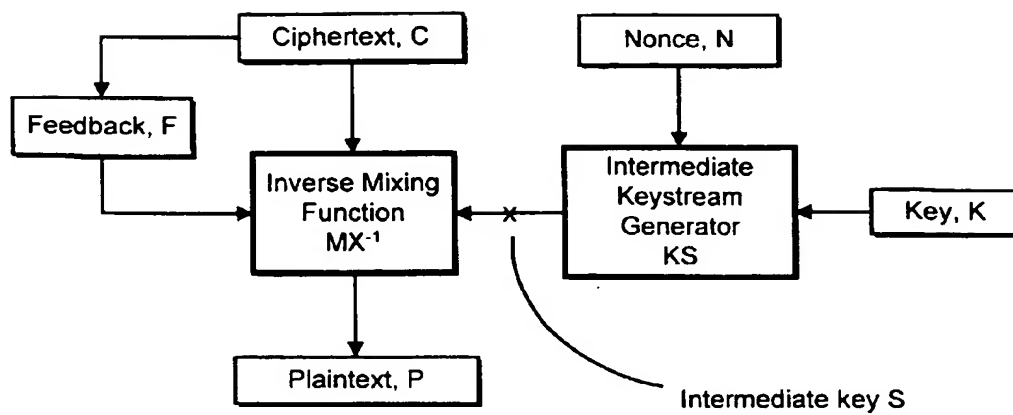 Ciphertext, C
Nonce, N
Feedback, F
Inverse Mixing
Function
MX⁻¹
Intermediate
Keystream
Generator
KS
Key, K
Plaintext, P
Intermediate key S